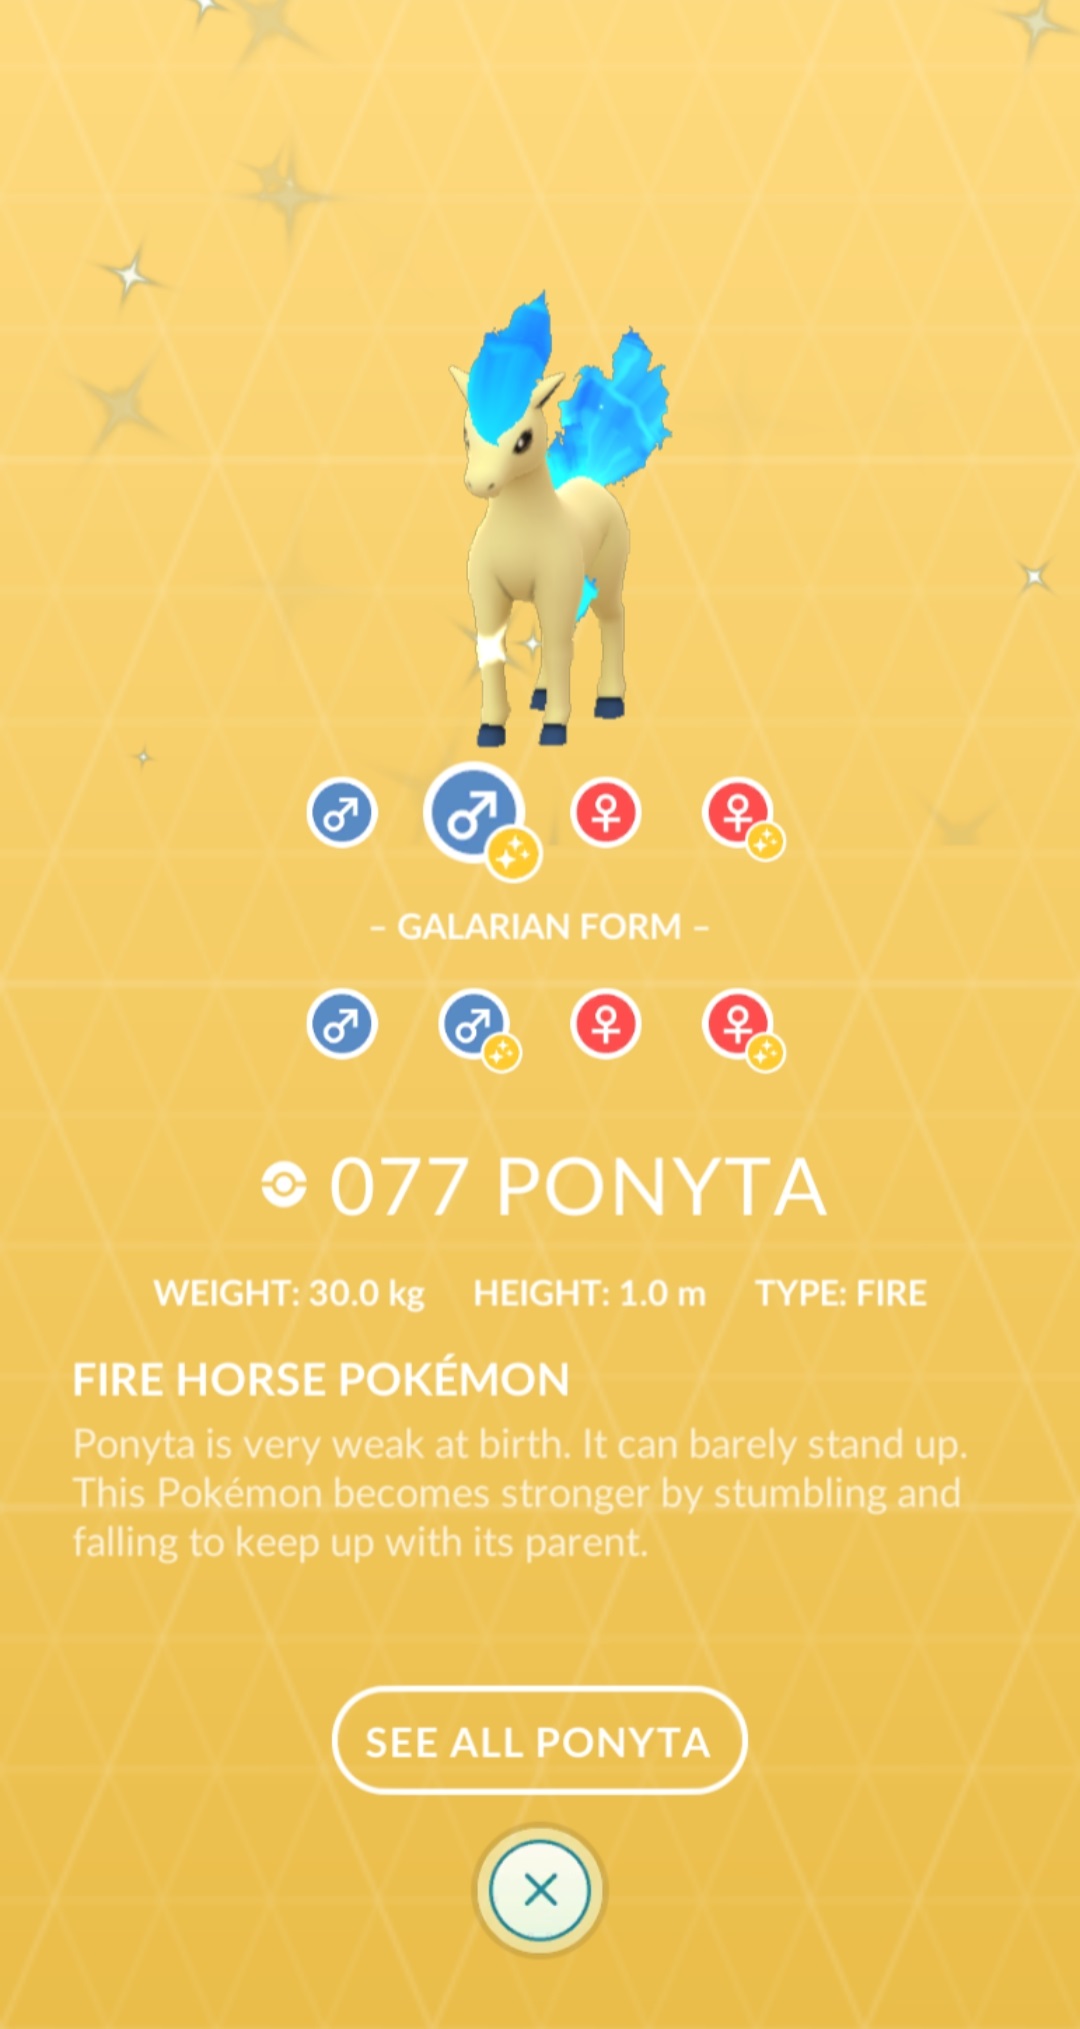 – GALARIAN FORM –
077 PONYTA
WEIGHT: 30.0 kg HEIGHT: 1.0 m TYPE: FIRE
FIRE HORSE POKÉMON
Ponyta is very weak at birth. It can barely stand up.
This Pokémon becomes stronger by stumbling and
falling to keep up with its parent.
SEE ALL PONYTA